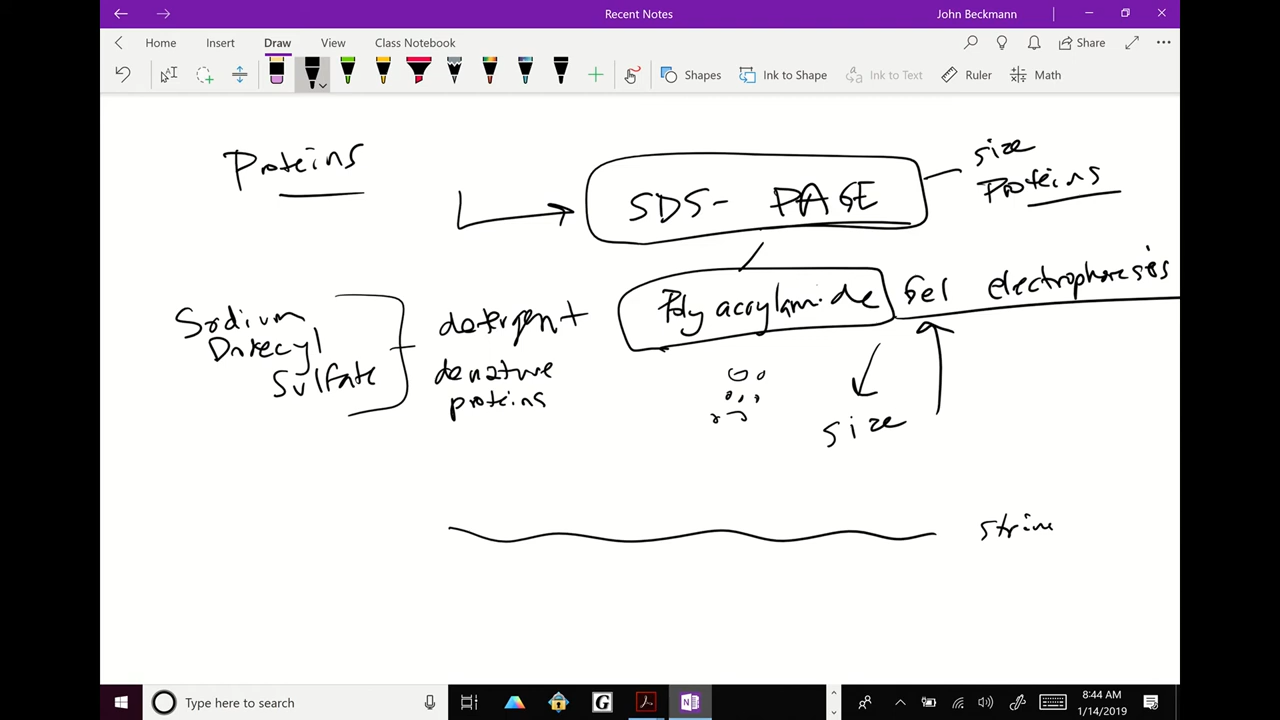 Recent Notes
John Beckmann
Home Insert Draw View Class Notebook
Share
Shapes
Ink to Shape
Ink to Text
Ruler
Math
Proteins
SDS- PAGE
size
Proteins
Polyacrylamide Gel electrophoresis
Sodium
Dodecyl
Sulfate
detergent
denature
proteins
size
Type here to search
8:44 AM
1/14/2019